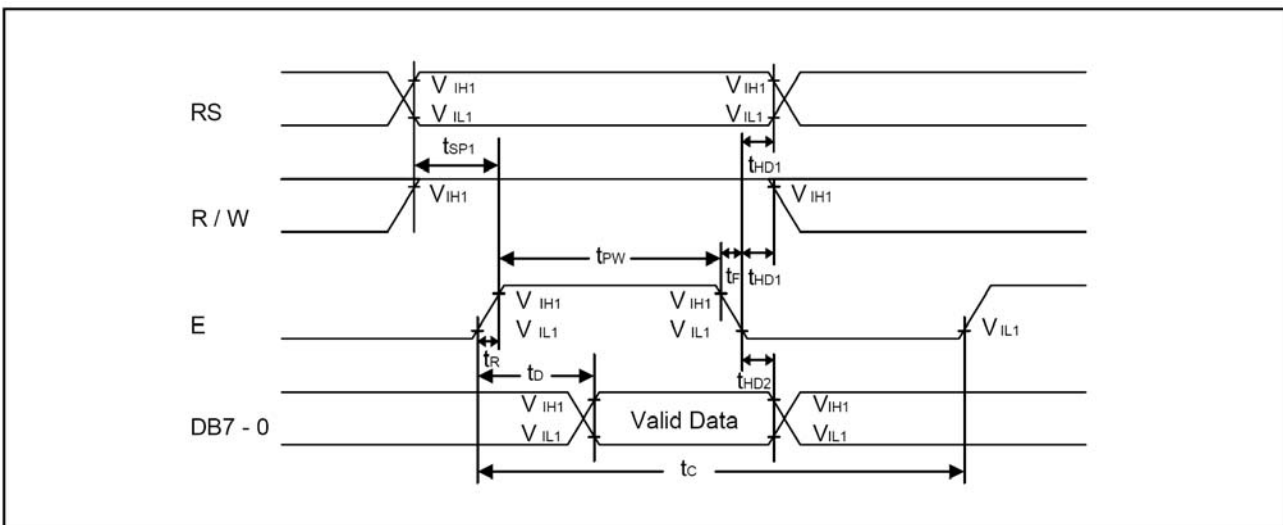 V IH1 V IH1
RS
V IL1 V IL1
tSP1 tHD1
VIH1 VIH1
R / W
tPW
tF tHD1
V IH1 V IH1
E
V IL1 V IL1 V IL1
tR
tD tHD2
V IH1 VIH1
DB7 - 0 Valid Data
V IL1 VIL1
tC